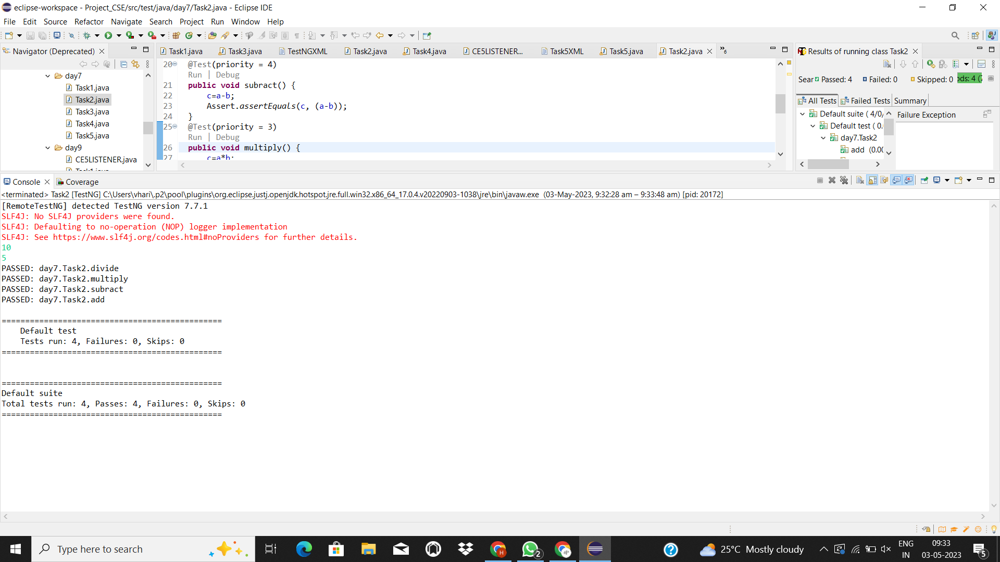 eclipse-workspace - Project_CSE/src/test/java/day7/Task2.java - Eclipse IDE
File Edit Source Refactor Navigate Search Project Run Window Help
Navigator (Deprecated)
day7
Task1.java
Task2.java
Task3.java
Task4.java
Task5.java
day9
CE5LISTENER.java
Task1.java
Task1.java Task3.java TestNGXML Task2.java Task4.java CE5LISTENER... Task5XML Task5.java Task2.java »6
20 @Test(priority = 4)
Run | Debug
21 public void subract() {
22 c=a-b;
23 Assert.assertEquals(c, (a-b));
24 }
25 @Test(priority = 3)
Run | Debug
26 public void multiply() {
27 c=a*b;
Results of running class Task2
Sear Passed: 4 Failed: 0 Skipped: 0 ods: 4 (
All Tests Failed Tests Summary
Default suite ( 4/0/
Default test ( 0.
day7.Task2
add (0.00
Failure Exception
Console Coverage
<terminated> Task2 [TestNG] C:\Users\vhari\.p2\pool\plugins\org.eclipse.justj.openjdk.hotspot.jre.full.win32.x86_64_17.0.4.v20220903-1038\jre\bin\javaw.exe (03-May-2023, 9:32:28 am – 9:33:48 am) [pid: 20172]
[RemoteTestNG] detected TestNG version 7.7.1
SLF4J: No SLF4J providers were found.
SLF4J: Defaulting to no-operation (NOP) logger implementation
SLF4J: See https://www.slf4j.org/codes.html#noProviders for further details.
10
5
PASSED: day7.Task2.divide
PASSED: day7.Task2.multiply
PASSED: day7.Task2.subract
PASSED: day7.Task2.add
===============================================
Default test
Tests run: 4, Failures: 0, Skips: 0
===============================================
===============================================
Default suite
Total tests run: 4, Passes: 4, Failures: 0, Skips: 0
===============================================
Type here to search
2
25°C Mostly cloudy
ENG
IN
09:33
03-05-2023
5